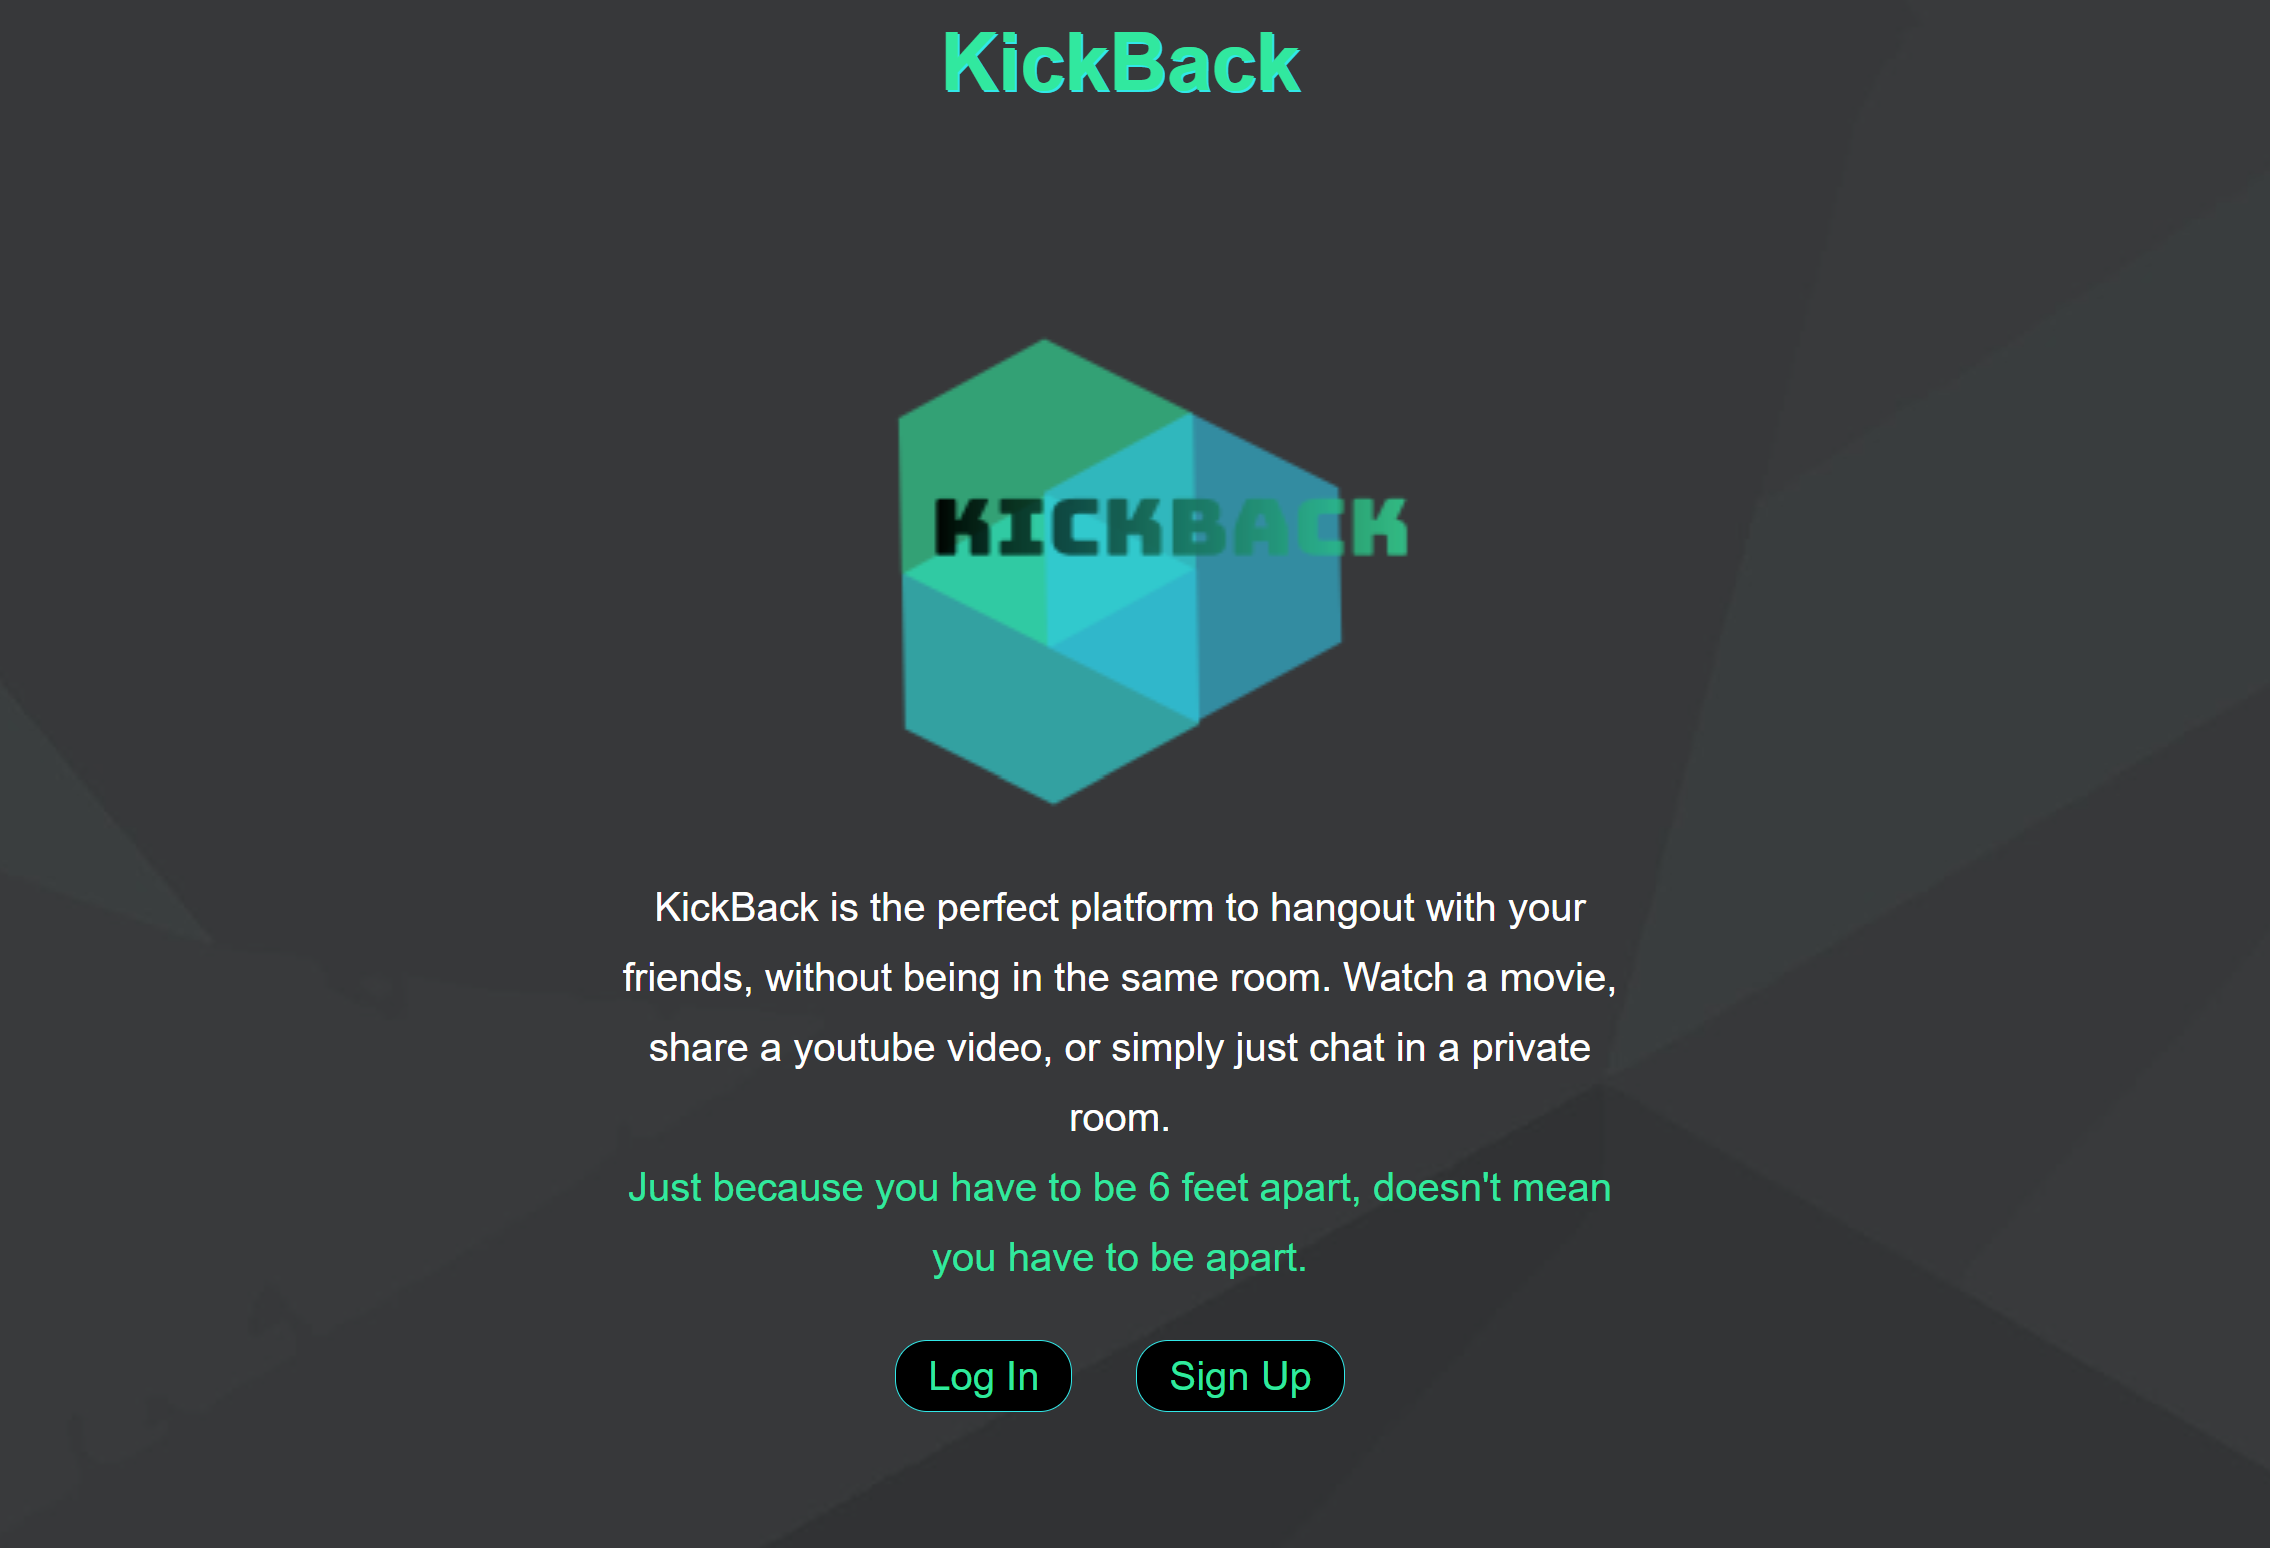 KickBack
KICKBACK
KickBack is the perfect platform to hangout with your
friends, without being in the same room. Watch a movie,
share a youtube video, or simply just chat in a private
room.
Just because you have to be 6 feet apart, doesn't mean
you have to be apart.
Log In
Sign Up